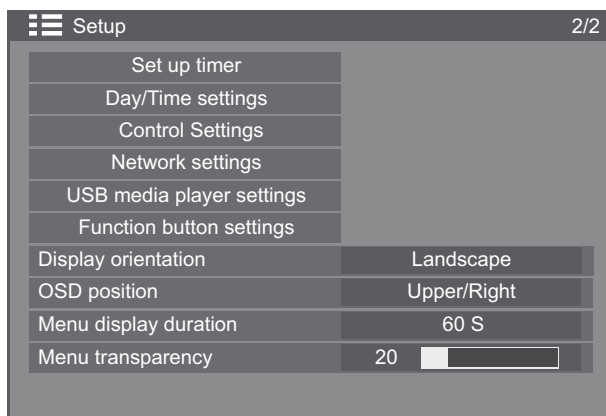 Setup 2/2
Set up timer
Day/Time settings
Control Settings
Network settings
USB media player settings
Function button settings
Display orientation Landscape
OSD position Upper/Right
Menu display duration 60 S
Menu transparency 20